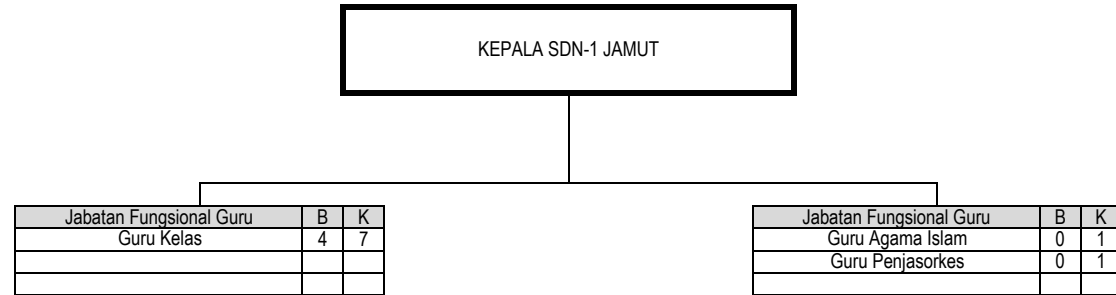 KEPALA SDN-1 JAMUT
Jabatan Fungsional Guru B K
Guru Kelas 4 7
Jabatan Fungsional Guru B K
Guru Agama Islam 0 1
Guru Penjasorkes 0 1